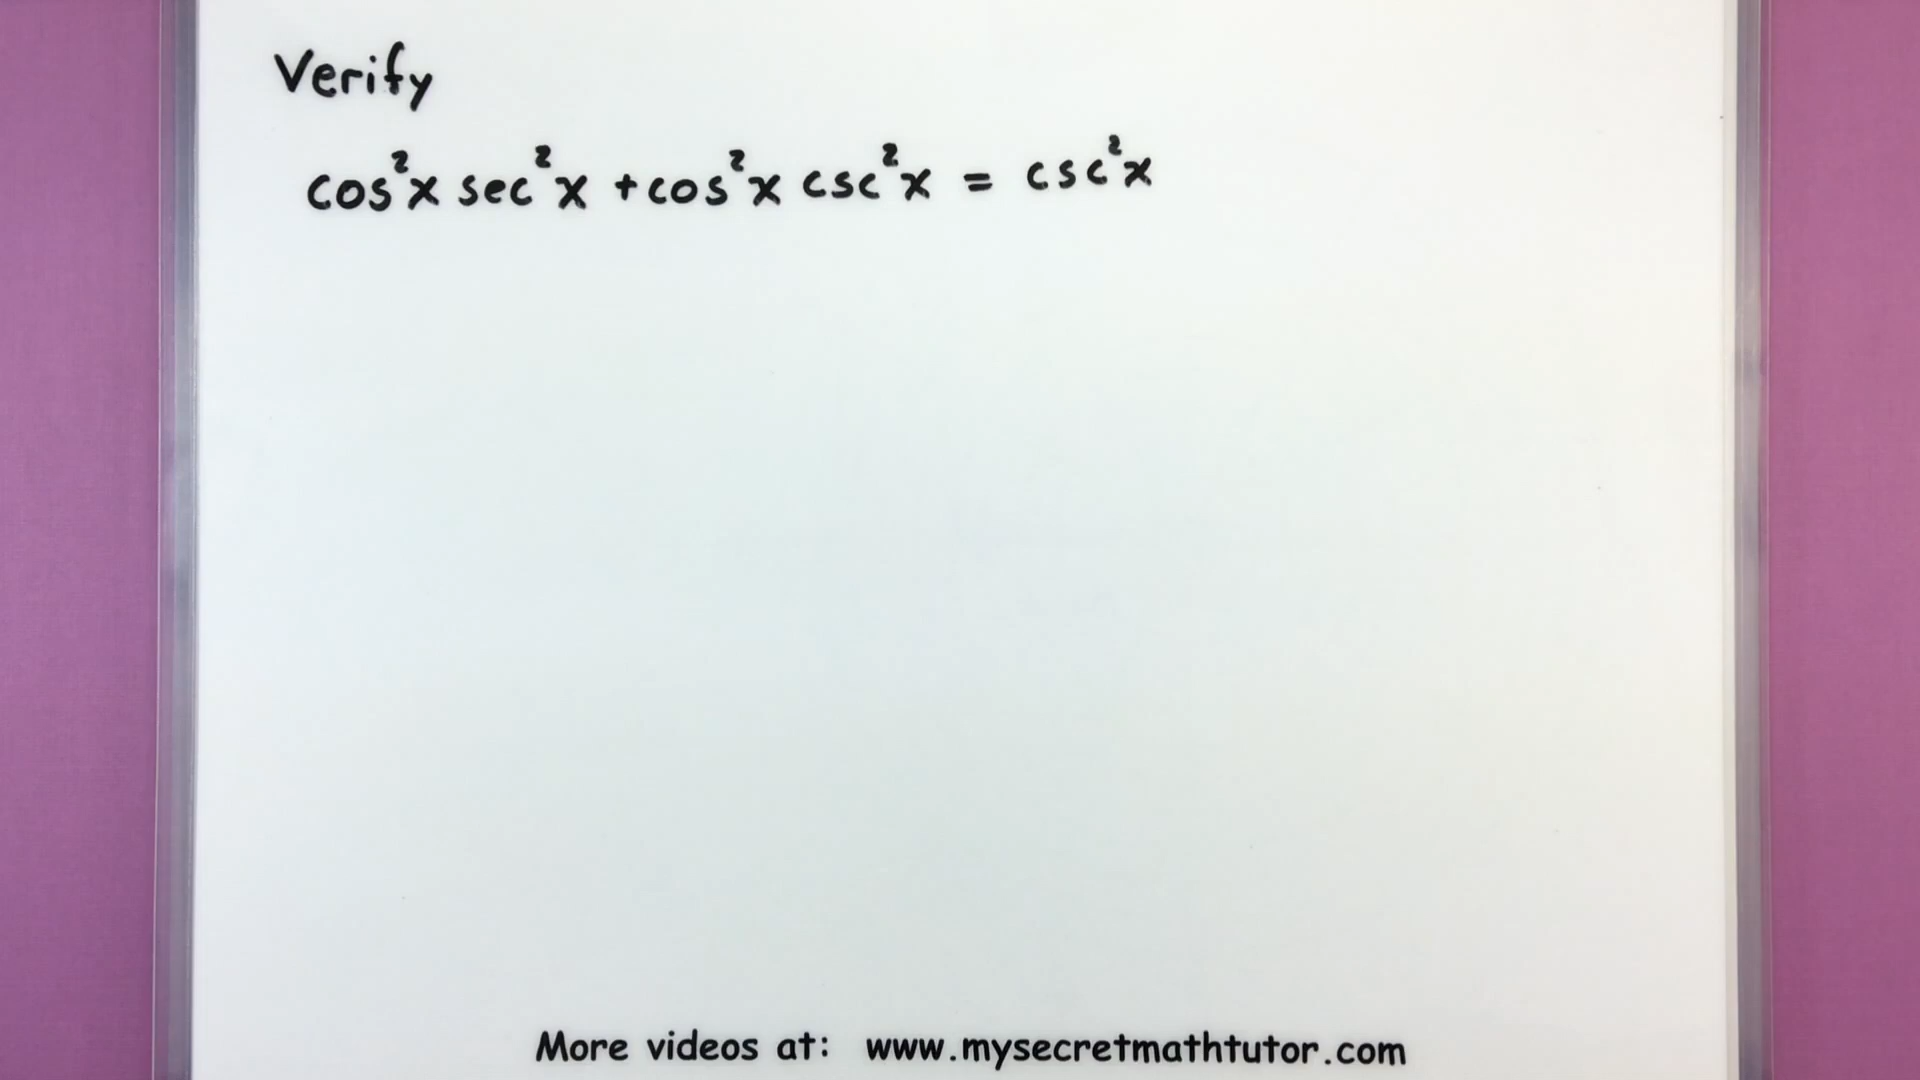 Verify
cos²x sec²x + cos²x csc²x = csc²x
More videos at: www.mysecretmathtutor.com